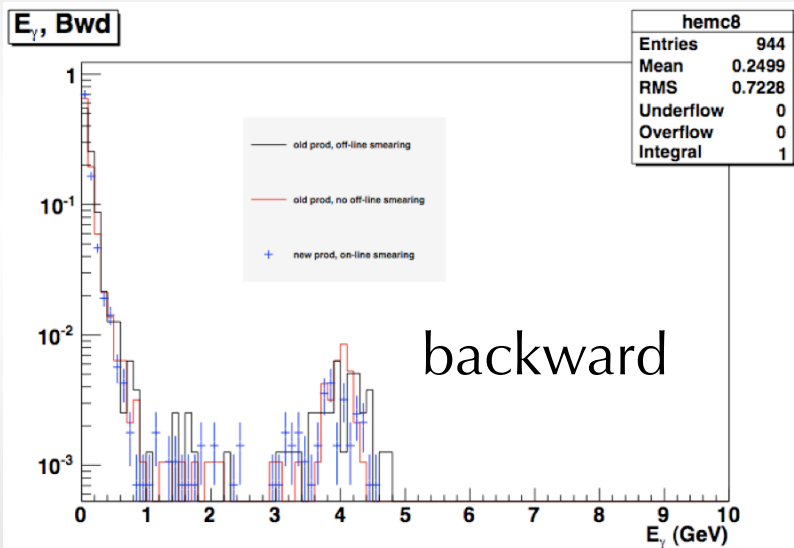 Eγ, Bwd
hemc8
Entries 944
Mean 0.2499
RMS 0.7228
Underflow 0
Overflow 0
Integral 1
1
10-1
10-2
10-3
old prod, off-line smearing
old prod, no off-line smearing
new prod, on-line smearing
backward
0 1 2 3 4 5 6 7 8 9 10
Eγ (GeV)